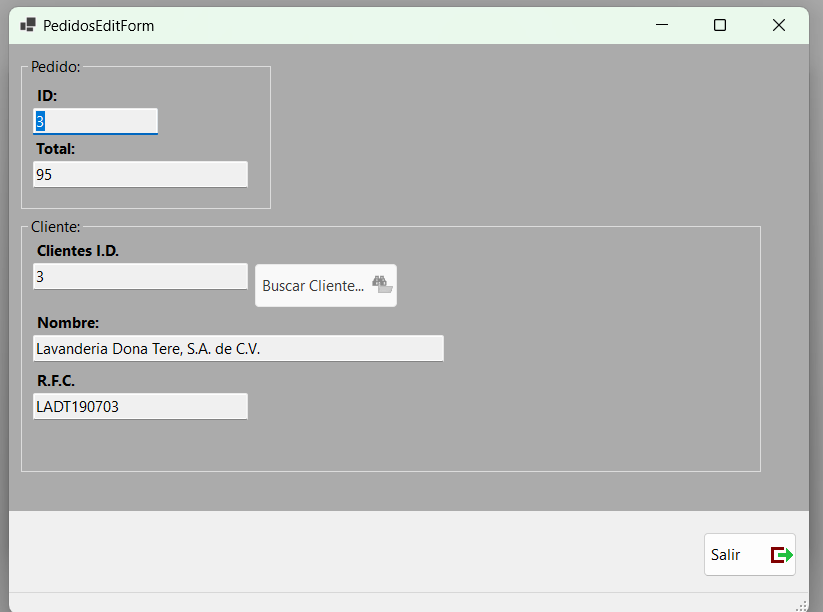 PedidosEditForm
Pedido:
ID:
3
Total:
95
Cliente:
Clientes I.D.
3
Buscar Cliente...
Nombre:
Lavanderia Dona Tere, S.A. de C.V.
R.F.C.
LADT190703
Salir